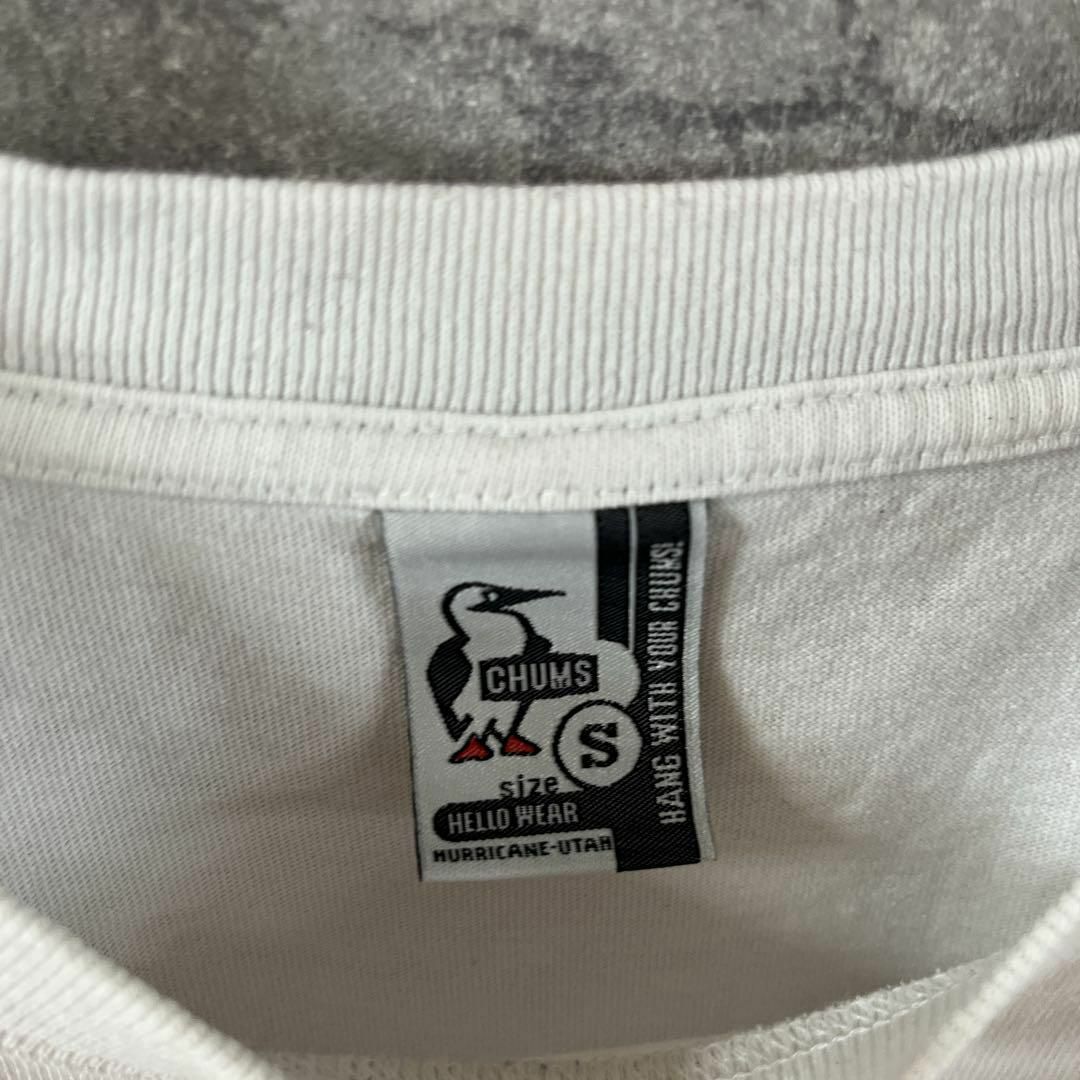 CHUMS
S
size
HELLO WEAR
HURRICANE-UTAH
HANG WITH YOUR CHUMS!